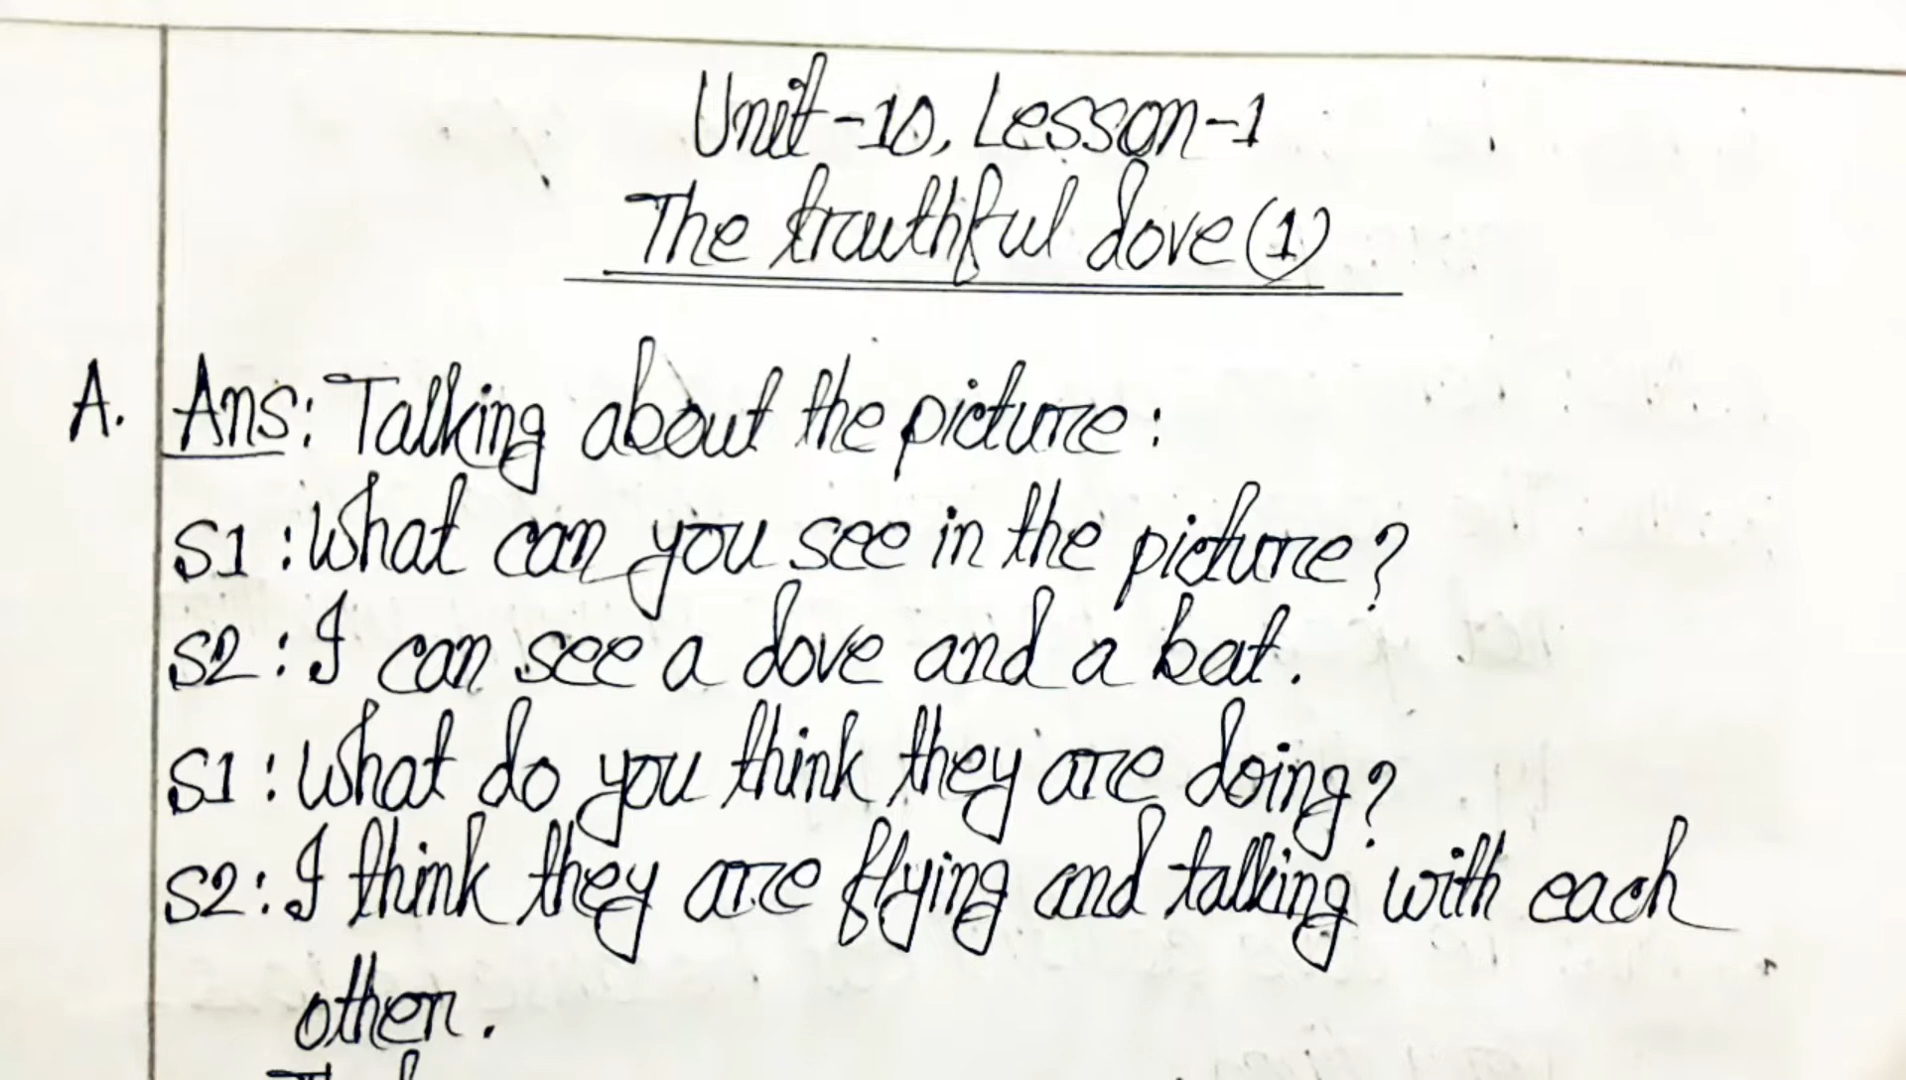 Unit-10, Lesson-1
The truthful dove (1)
A. Ans: Talking about the picture:
S1: What can you see in the picture?
S2: I can see a dove and a bat.
S1: What do you think they are doing?
S2: I think they are flying and talking with each
other.